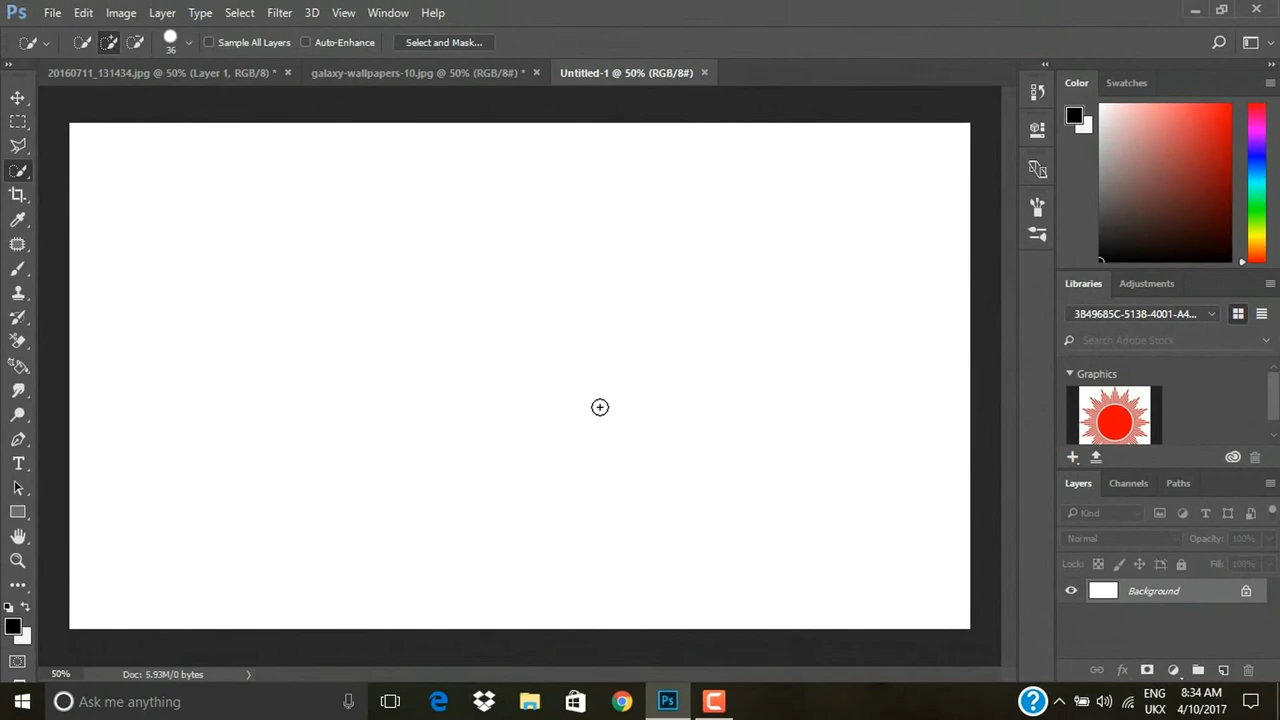 Ps File Edit Image Layer Type Select Filter 3D View Window Help
36 Sample All Layers Auto-Enhance Select and Mask...
20160711_131434.jpg @ 50% (Layer 1, RGB/8) * galaxy-wallpapers-10.jpg @ 50% (RGB/8#) * Untitled-1 @ 50% (RGB/8#)
Color Swatches
Libraries Adjustments
3B49685C-5138-4001-A4...
Search Adobe Stock
Graphics
Layers Channels Paths
Kind
Normal Opacity: 100%
Lock: Fill: 100%
Background
50% Doc: 5.93M/0 bytes
Ask me anything
Ps
ENG
UKX
8:34 AM
4/10/2017